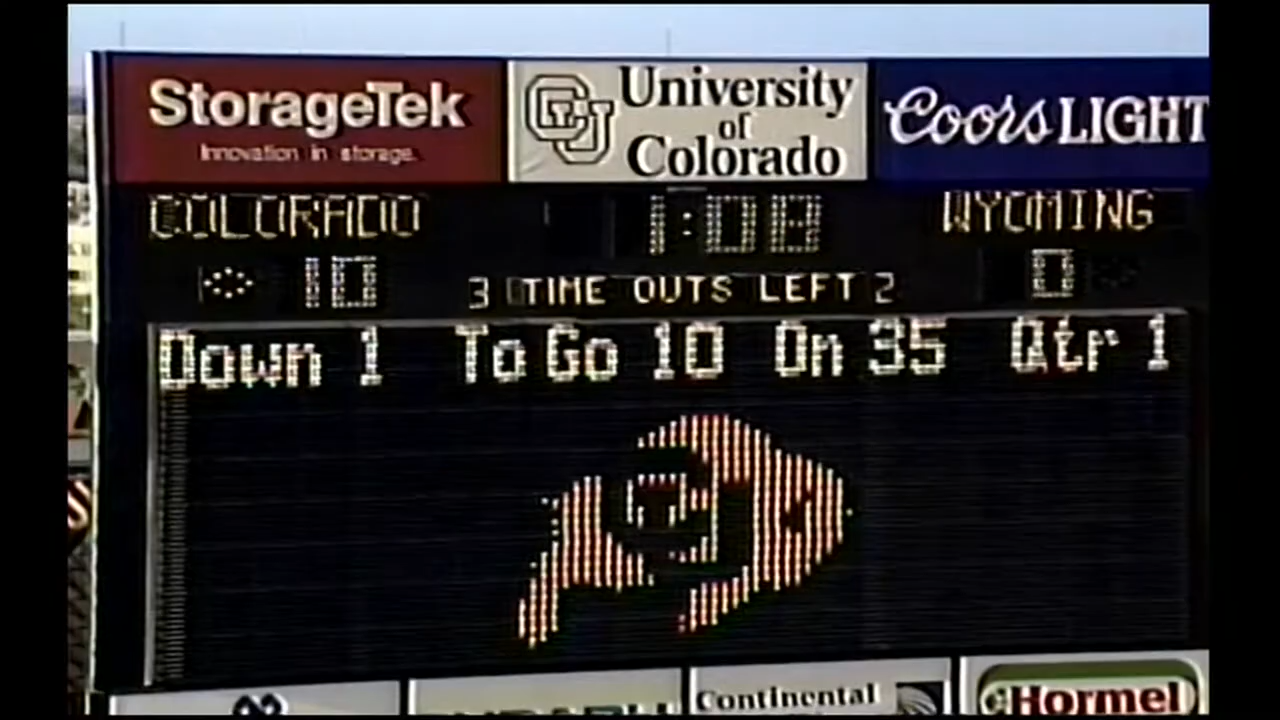 StorageTek
Innovation in storage.
CU
University
of
Colorado
Coors LIGHT
COLORADO 1:08 WYOMING
10 3 TIME OUTS LEFT 2 0
Down 1 To Go 10 On 35 Qtr 1
Continental
Hormel